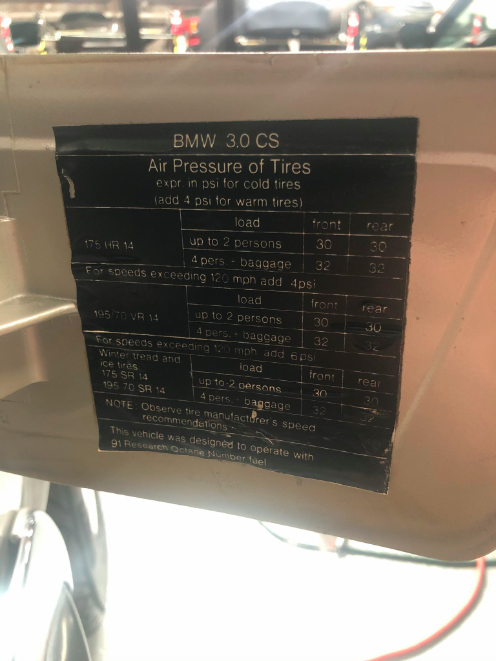 BMW 3.0 CS
Air Pressure of Tires
expr. in psi for cold tires
(add 4 psi for warm tires)
load front rear
175 HR 14 up to 2 persons 30 30
4 pers. + baggage 32 32
For speeds exceeding 120 mph add 4psi
load front rear
195/70 VR 14 up to 2 persons 30 30
4 pers. + baggage 32 32
For speeds exceeding 120 mph add 6psi
Winter tread and
ice tires load front rear
175 SR 14 up to 2 persons 30 30
195/70 SR 14 4 pers. + baggage 32 32
NOTE: Observe tire manufacturer's speed
recommendations.
This vehicle was designed to operate with
91 Research Octane Number fuel